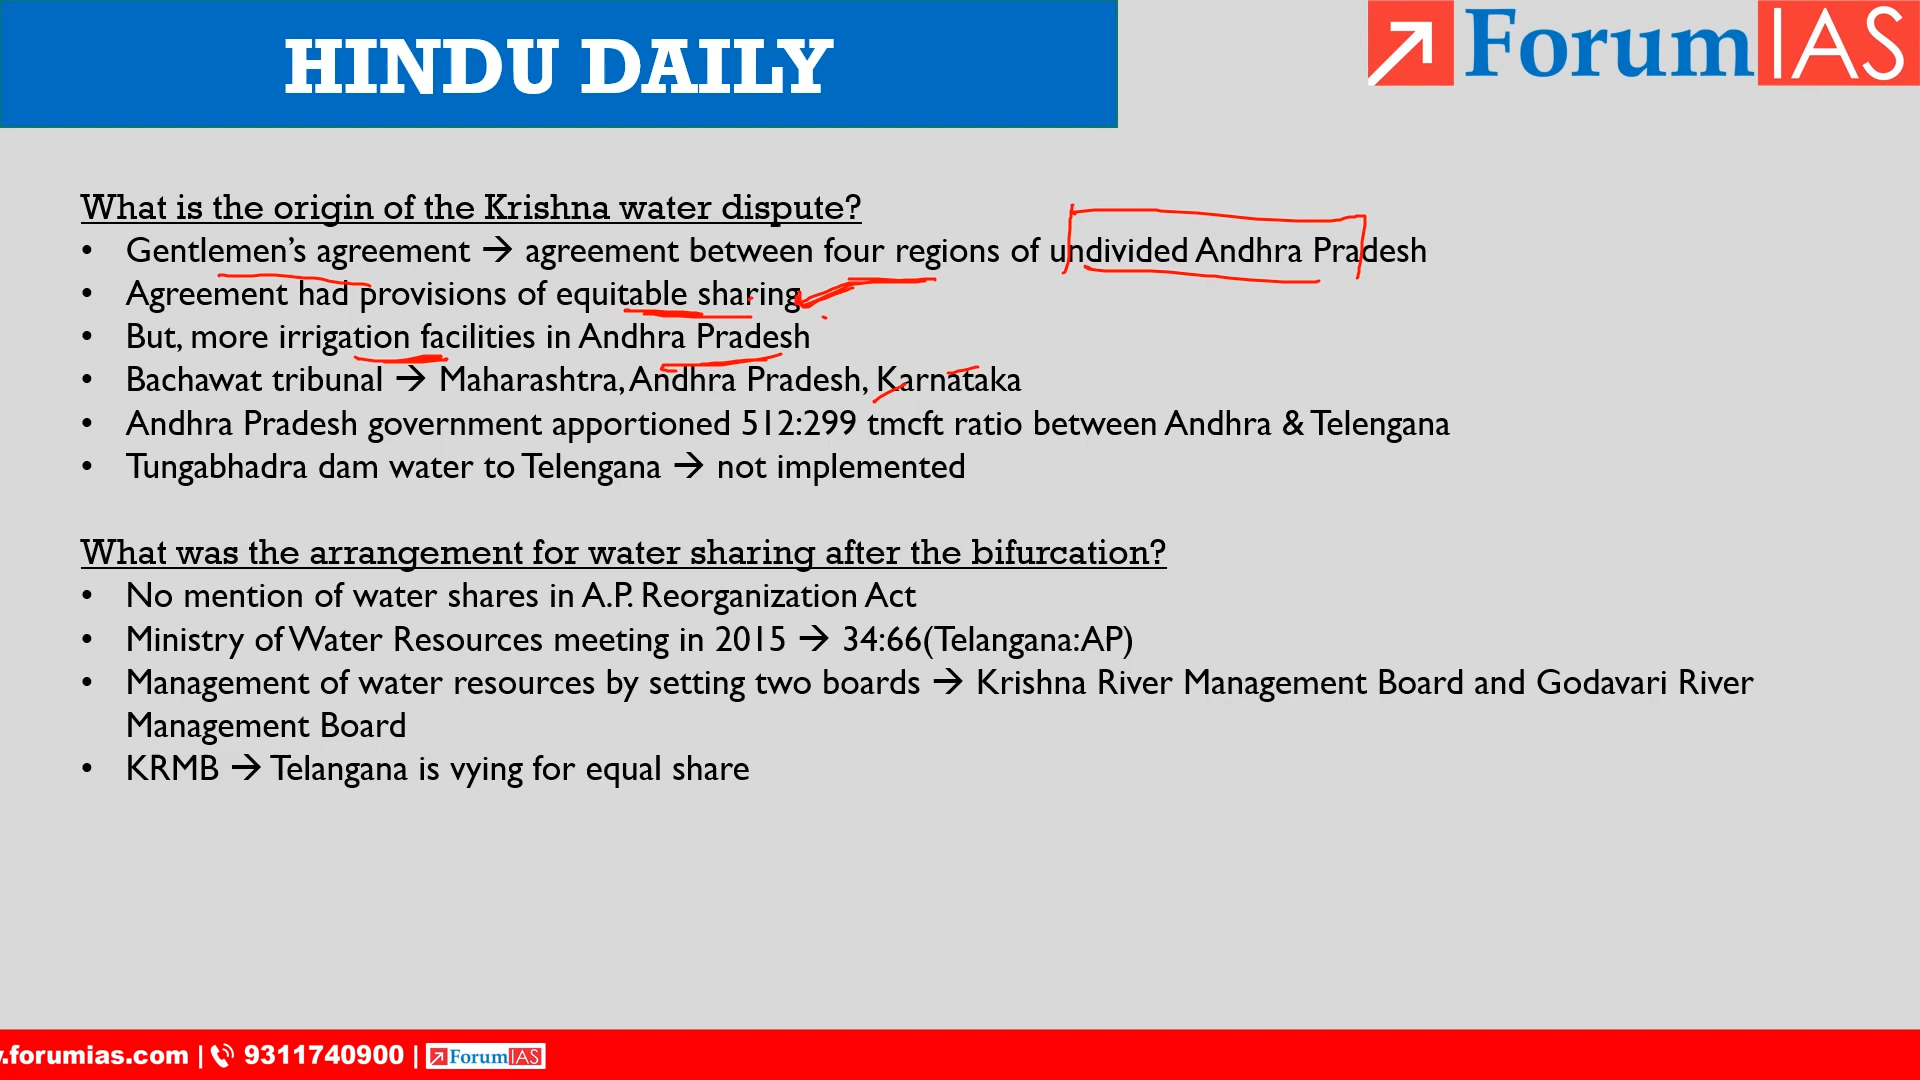 HINDU DAILY
ForumIAS
What is the origin of the Krishna water dispute?
• Gentlemen's agreement → agreement between four regions of undivided Andhra Pradesh
• Agreement had provisions of equitable sharing
• But, more irrigation facilities in Andhra Pradesh
• Bachawat tribunal → Maharashtra, Andhra Pradesh, Karnataka
• Andhra Pradesh government apportioned 512:299 tmcft ratio between Andhra & Telengana
• Tungabhadra dam water to Telengana → not implemented
What was the arrangement for water sharing after the bifurcation?
• No mention of water shares in A.P. Reorganization Act
• Ministry of Water Resources meeting in 2015 → 34:66(Telangana:AP)
• Management of water resources by setting two boards → Krishna River Management Board and Godavari River
Management Board
• KRMB → Telangana is vying for equal share
.forumias.com | 9311740900 | ForumIAS